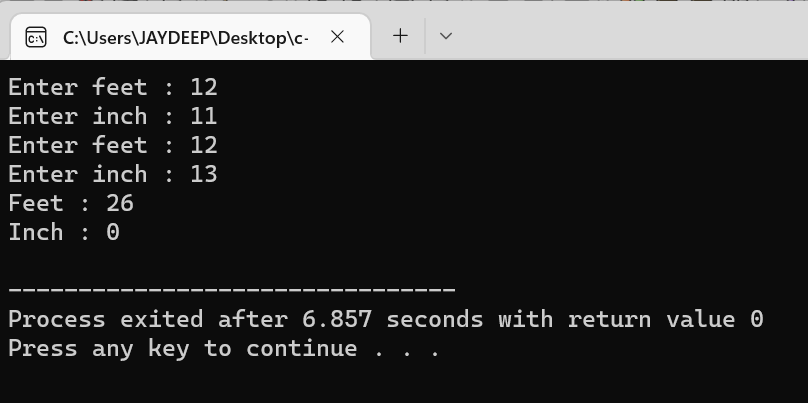 C:\Users\JAYDEEP\Desktop\c-
Enter feet : 12
Enter inch : 11
Enter feet : 12
Enter inch : 13
Feet : 26
Inch : 0
--------------------------------
Process exited after 6.857 seconds with return value 0
Press any key to continue . . .